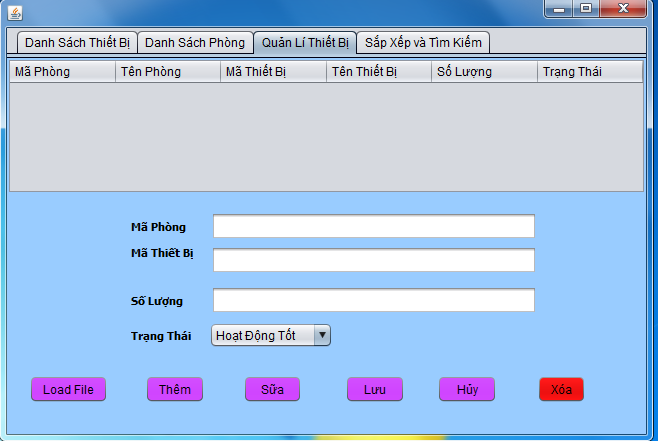 Danh Sách Thiết Bị Danh Sách Phòng Quản Lí Thiết Bị Sắp Xếp và Tìm Kiếm
Mã Phòng Tên Phòng Mã Thiết Bị Tên Thiết Bị Số Lượng Trạng Thái
Mã Phòng
Mã Thiết Bị
Số Lượng
Trạng Thái Hoạt Động Tốt
Load File Thêm Sữa Lưu Hủy Xóa